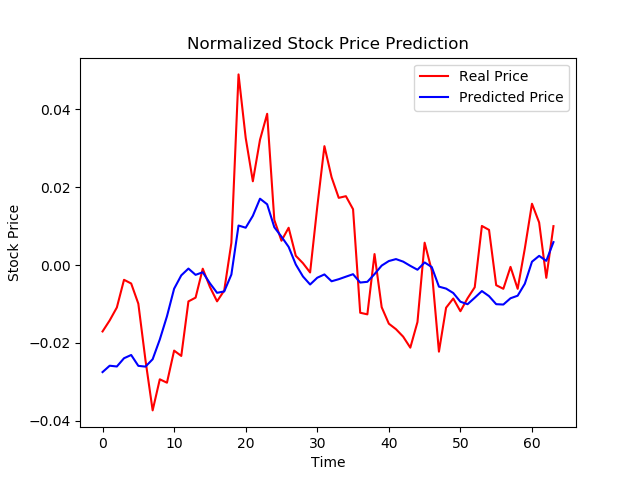 Normalized Stock Price Prediction
Real Price
Predicted Price
0.04
0.02
0.00
−0.02
−0.04
Stock Price
0 10 20 30 40 50 60
Time